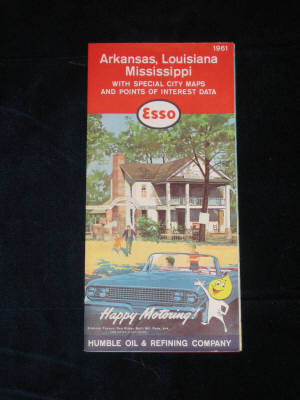 1961
Arkansas, Louisiana
Mississippi
WITH SPECIAL CITY MAPS
AND POINTS OF INTEREST DATA
Esso
Happy Motoring!
HUMBLE OIL & REFINING COMPANY